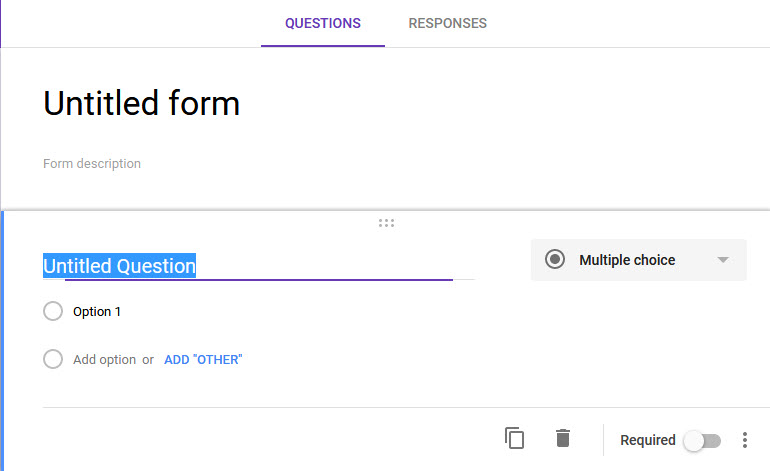 QUESTIONS RESPONSES
Untitled form
Form description
Untitled Question
Multiple choice
Option 1
Add option or ADD "OTHER"
Required